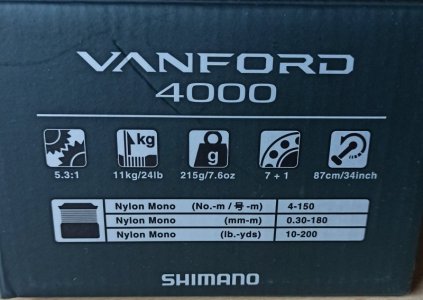 VANFORD
4000
kg g
5.3:1 11kg/24lb 215g/7.6oz 7 + 1 87cm/34inch
Nylon Mono (No.-m / 号 -m) 4-150
Nylon Mono (mm-m) 0.30-180
Nylon Mono (lb.-yds) 10-200
SHIMANO